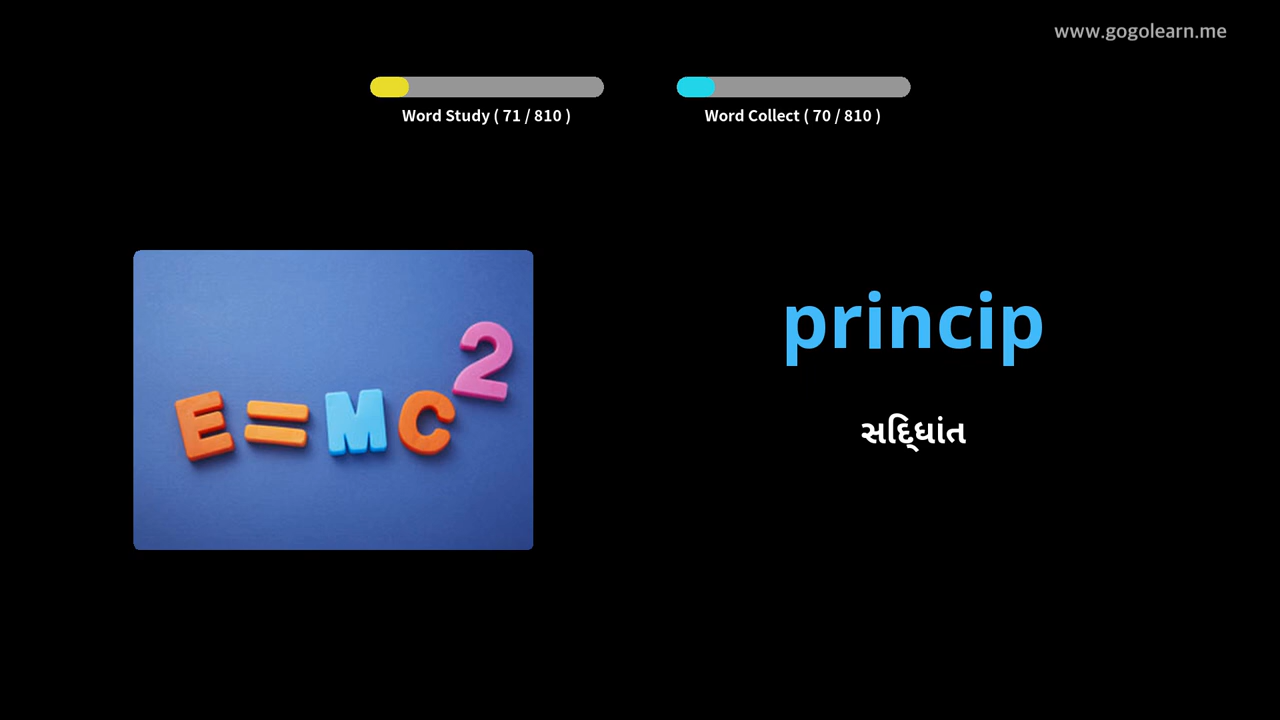 www.gogolearn.me
Word Study ( 71 / 810 )
Word Collect ( 70 / 810 )
E=MC²
princip
સદ્ધિાંત